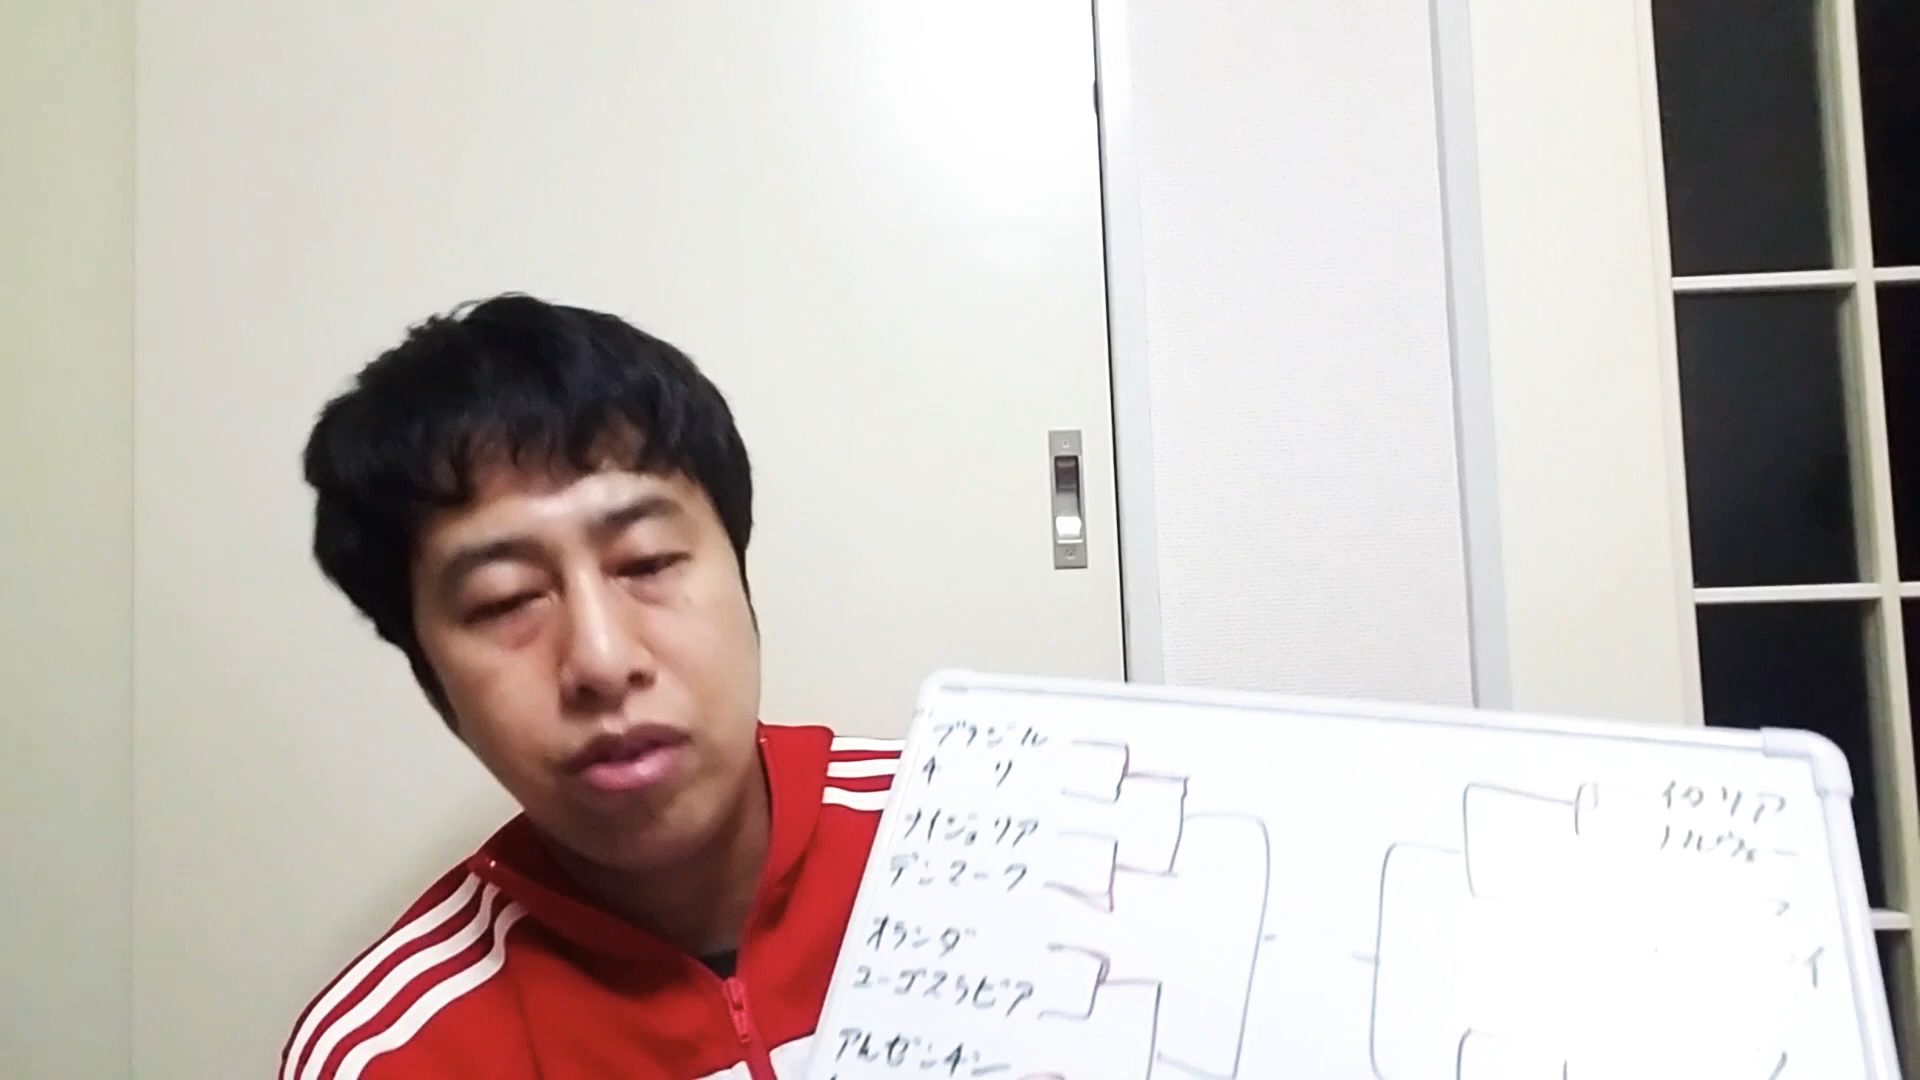 ブラジル
チリ
ナイジェリア
デンマーク
オランダ
ユーゴスラビア
アルゼンチン
イタリア
ノルウェー